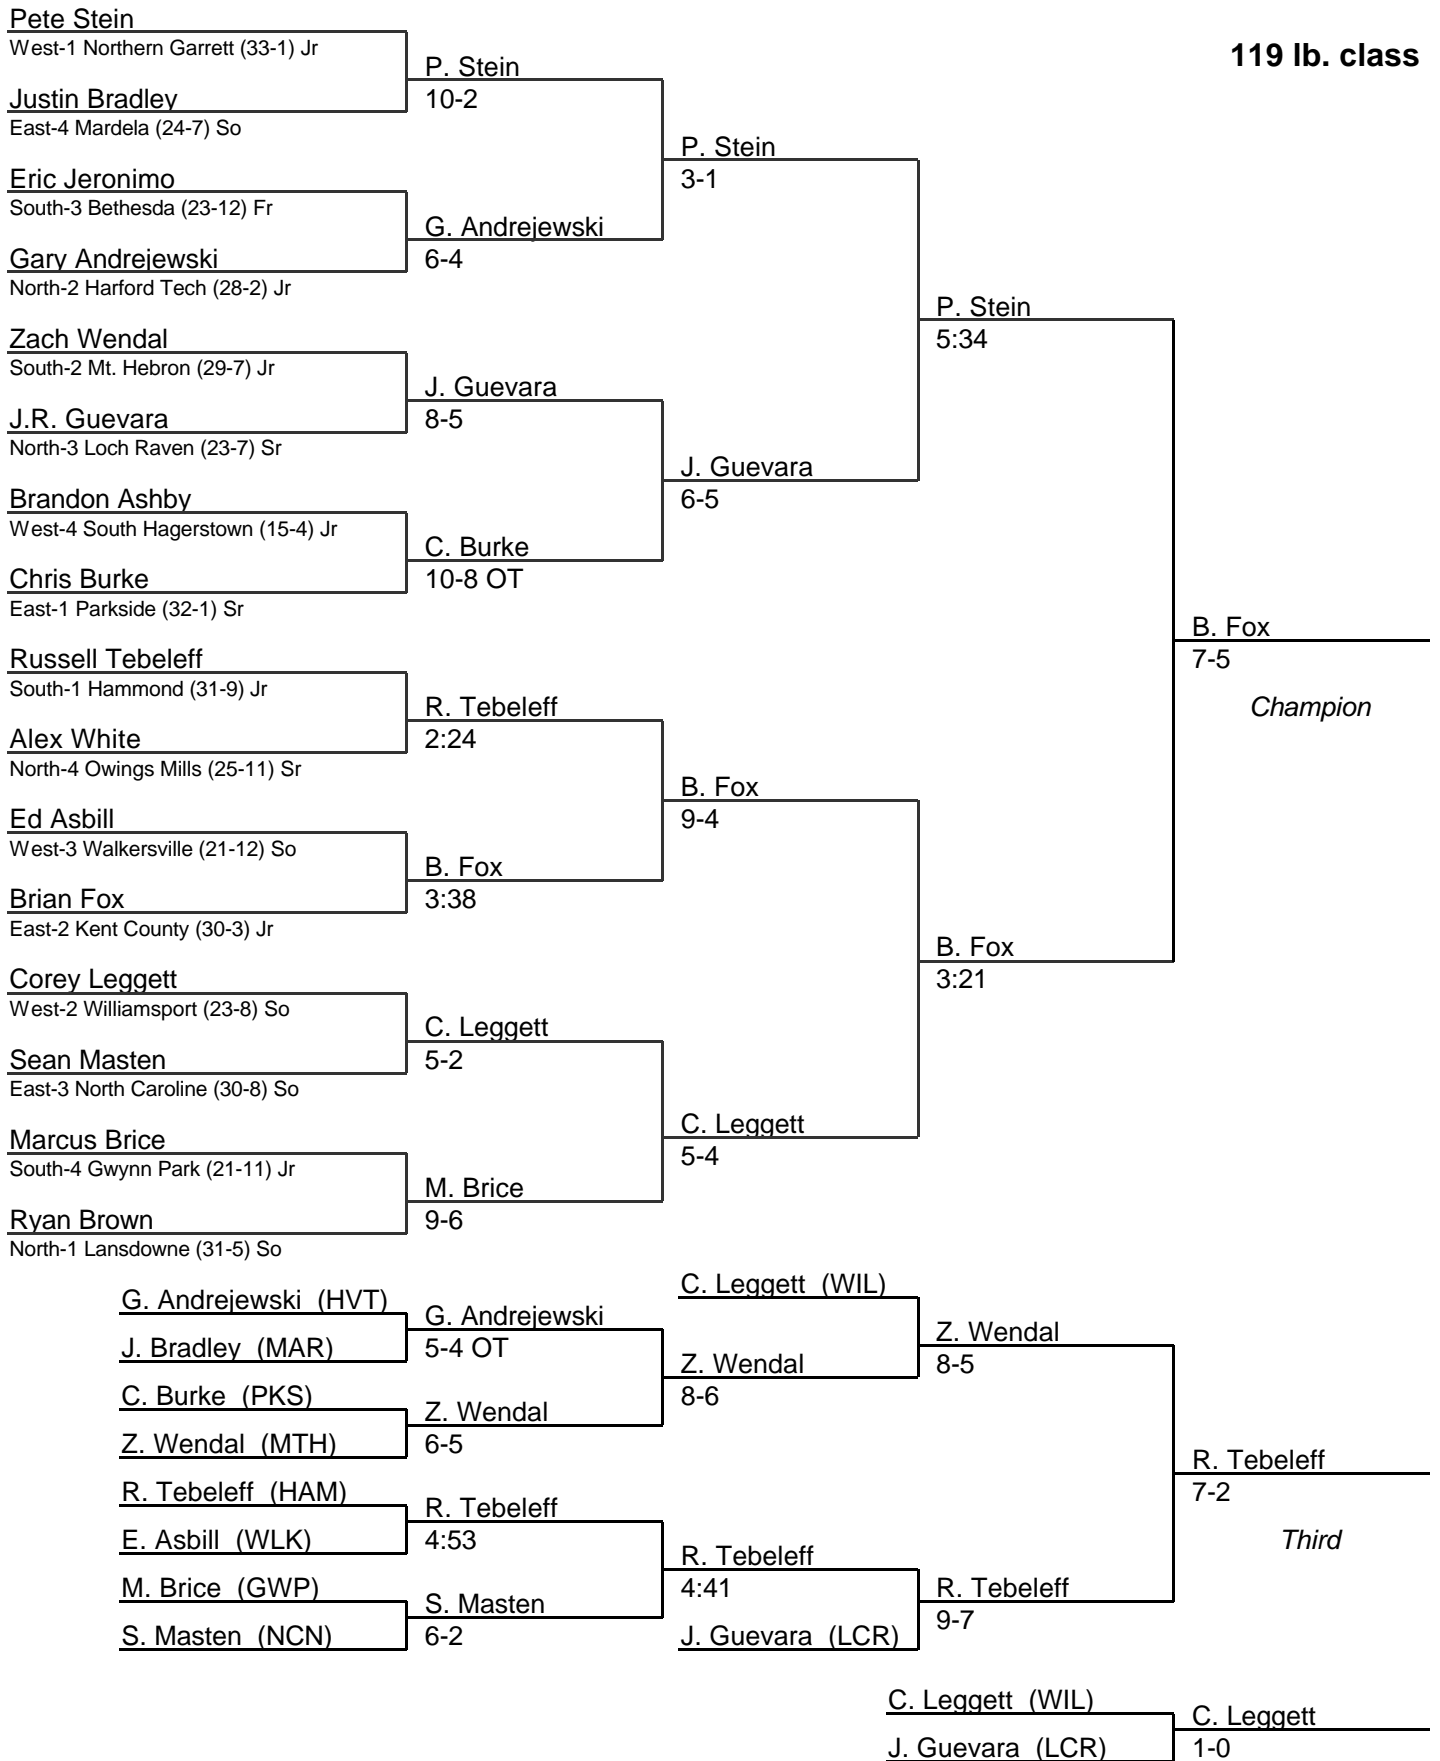 119 lb. class
Pete Stein
West-1 Northern Garrett (33-1) Jr
P. Stein
10-2
Justin Bradley
East-4 Mardela (24-7) So
P. Stein
3-1
Eric Jeronimo
South-3 Bethesda (23-12) Fr
G. Andrejewski
6-4
Gary Andrejewski
North-2 Harford Tech (28-2) Jr
P. Stein
5:34
Zach Wendal
South-2 Mt. Hebron (29-7) Jr
J. Guevara
8-5
J.R. Guevara
North-3 Loch Raven (23-7) Sr
J. Guevara
6-5
Brandon Ashby
West-4 South Hagerstown (15-4) Jr
C. Burke
10-8 OT
Chris Burke
East-1 Parkside (32-1) Sr
B. Fox
7-5
Champion
Russell Tebeleff
South-1 Hammond (31-9) Jr
R. Tebeleff
2:24
Alex White
North-4 Owings Mills (25-11) Sr
B. Fox
9-4
Ed Asbill
West-3 Walkersville (21-12) So
B. Fox
3:38
Brian Fox
East-2 Kent County (30-3) Jr
B. Fox
3:21
Corey Leggett
West-2 Williamsport (23-8) So
C. Leggett
5-2
Sean Masten
East-3 North Caroline (30-8) So
C. Leggett
5-4
Marcus Brice
South-4 Gwynn Park (21-11) Jr
M. Brice
9-6
Ryan Brown
North-1 Lansdowne (31-5) So
G. Andrejewski (HVT)
J. Bradley (MAR)
G. Andrejewski
5-4 OT
C. Burke (PKS)
Z. Wendal (MTH)
Z. Wendal
6-5
C. Leggett (WIL)
Z. Wendal
8-6
Z. Wendal
8-5
R. Tebeleff (HAM)
E. Asbill (WLK)
R. Tebeleff
4:53
M. Brice (GWP)
S. Masten (NCN)
S. Masten
6-2
R. Tebeleff
4:41
J. Guevara (LCR)
R. Tebeleff
9-7
R. Tebeleff
7-2
Third
C. Leggett (WIL)
J. Guevara (LCR)
C. Leggett
1-0